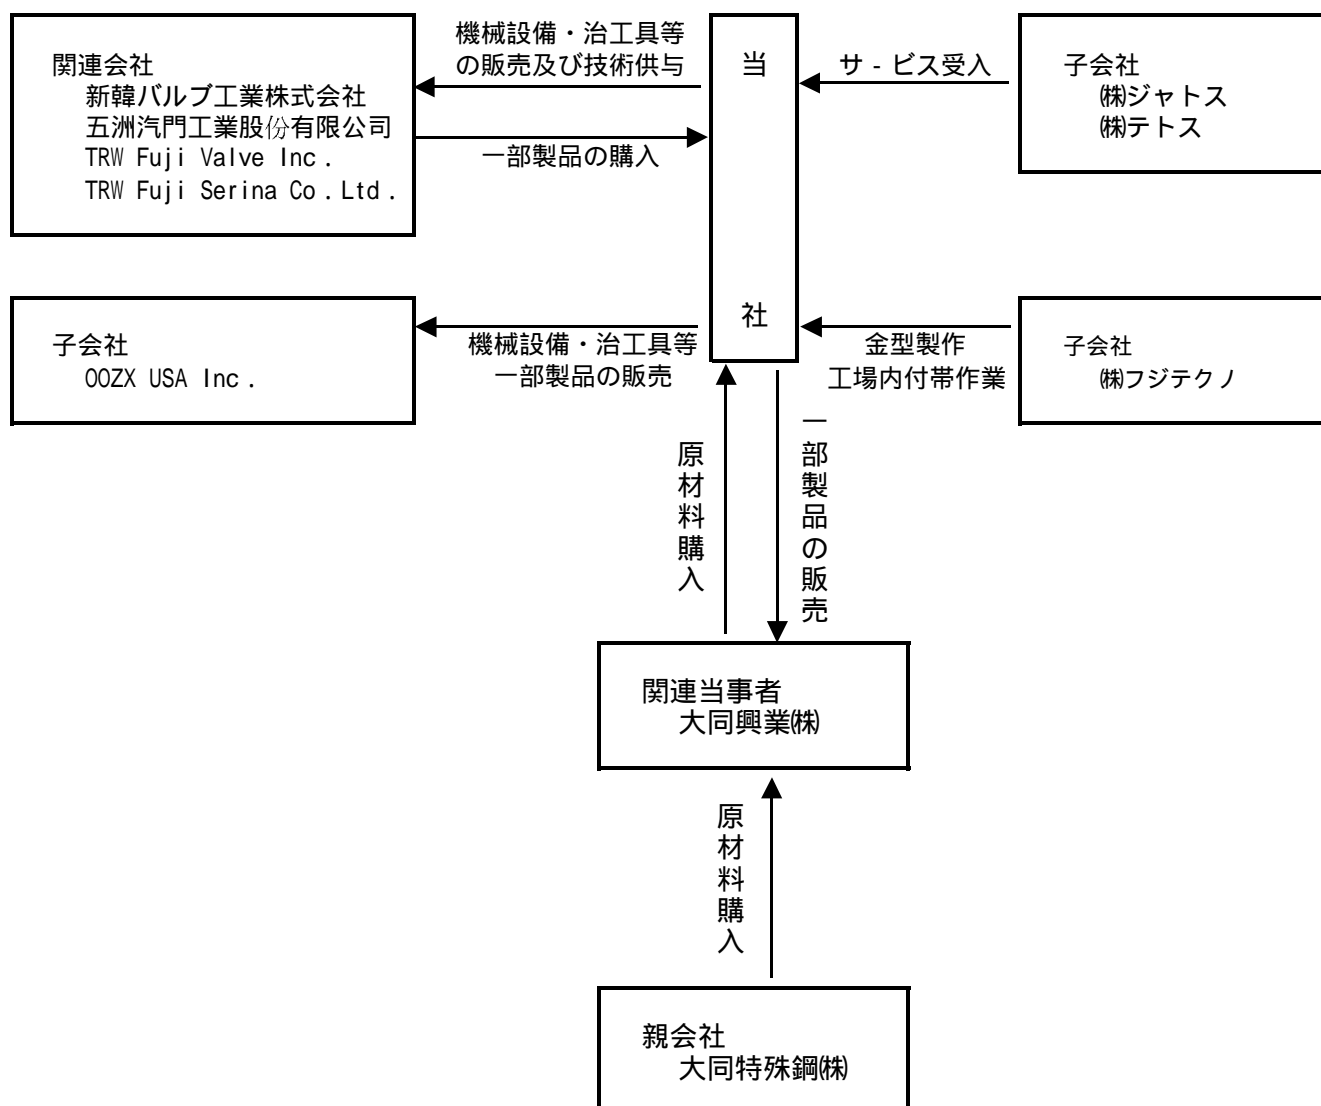 関連会社
新韓バルブ工業株式会社
五洲汽門工業股份有限公司
TRW Fuji Valve Inc.
TRW Fuji Serina Co.Ltd.
機械設備・治工具等
の販売及び技術供与
一部製品の購入
当社
サ-ビス受入
子会社
㈱ジャトス
㈱テトス
子会社
OOZX USA Inc.
機械設備・治工具等
一部製品の販売
金型製作
工場内付帯作業
子会社
㈱フジテクノ
原材料購入
一部製品の販売
関連当事者
大同興業㈱
原材料購入
親会社
大同特殊鋼㈱